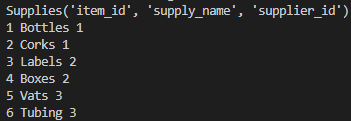 Supplies('item_id', 'supply_name', 'supplier_id')
1 Bottles 1
2 Corks 1
3 Labels 2
4 Boxes 2
5 Vats 3
6 Tubing 3